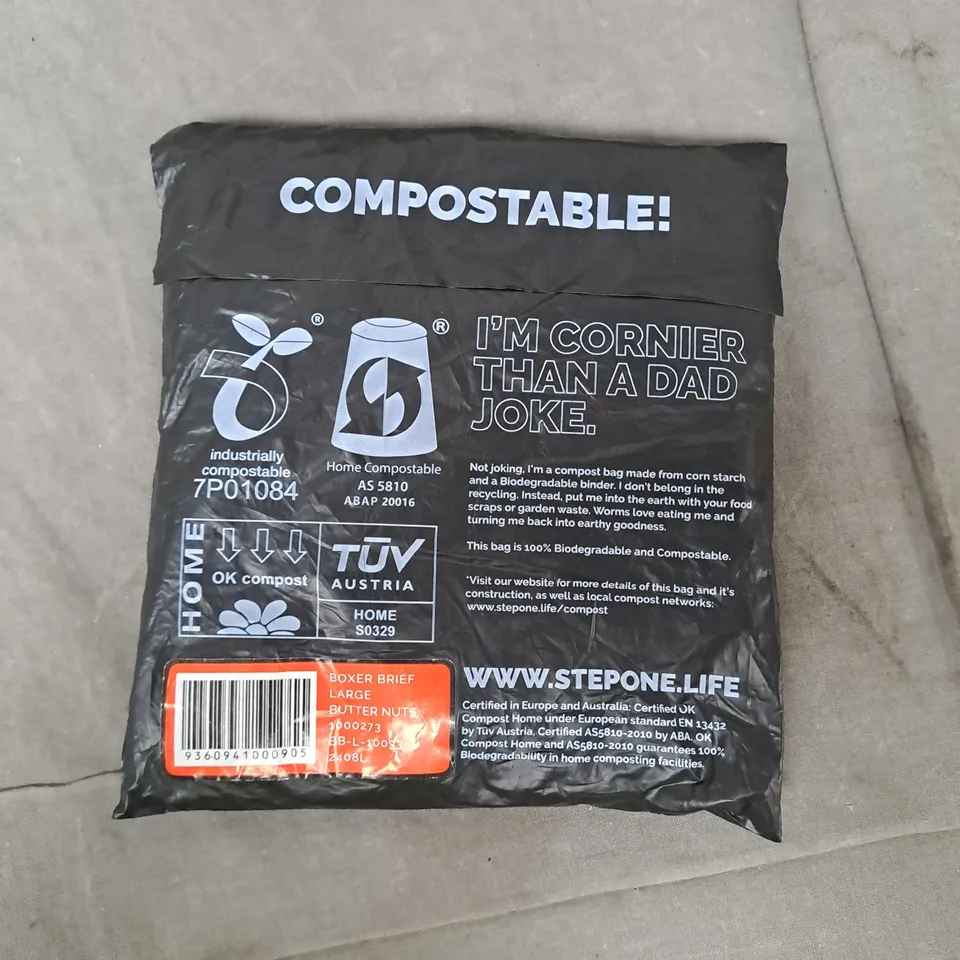 COMPOSTABLE!
®
industrially
compostable
7P01084
®
Home Compostable
AS 5810
ABAP 20016
I'M CORNIER
THAN A DAD
JOKE.
Not joking, I'm a compost bag made from corn starch
and a Biodegradable binder. I don't belong in the
recycling. Instead, put me into the earth with your food
scraps or garden waste. Worms love eating me and
turning me back into earthy goodness.
This bag is 100% Biodegradable and Compostable.
*Visit our website for more details of this bag and it's
construction, as well as local compost networks:
www.stepone.life/compost
HOME
OK compost
TÜV
AUSTRIA
HOME
S0329
BOXER BRIEF
LARGE
BUTTER NUTS
1000273
2408L
9360941000905
WWW.STEPONE.LIFE
Certified in Europe and Australia: Certified OK
Compost Home under European standard EN 13432
by Tüv Austria, Certified AS5810-2010 by ABA. OK
Compost Home and AS5810-2010 guarantees 100%
Biodegradability in home composting facilities.